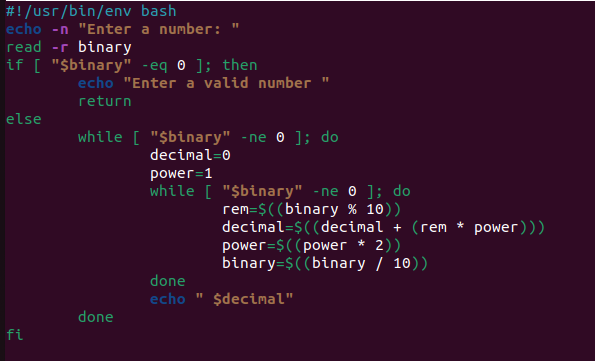 #!/usr/bin/env bash
echo -n "Enter a number: "
read -r binary
if [ "$binary" -eq 0 ]; then
        echo "Enter a valid number "
        return
else
        while [ "$binary" -ne 0 ]; do
                decimal=0
                power=1
                while [ "$binary" -ne 0 ]; do
                        rem=$((binary % 10))
                        decimal=$((decimal + (rem * power)))
                        power=$((power * 2))
                        binary=$((binary / 10))
                done
                echo " $decimal"
        done
fi